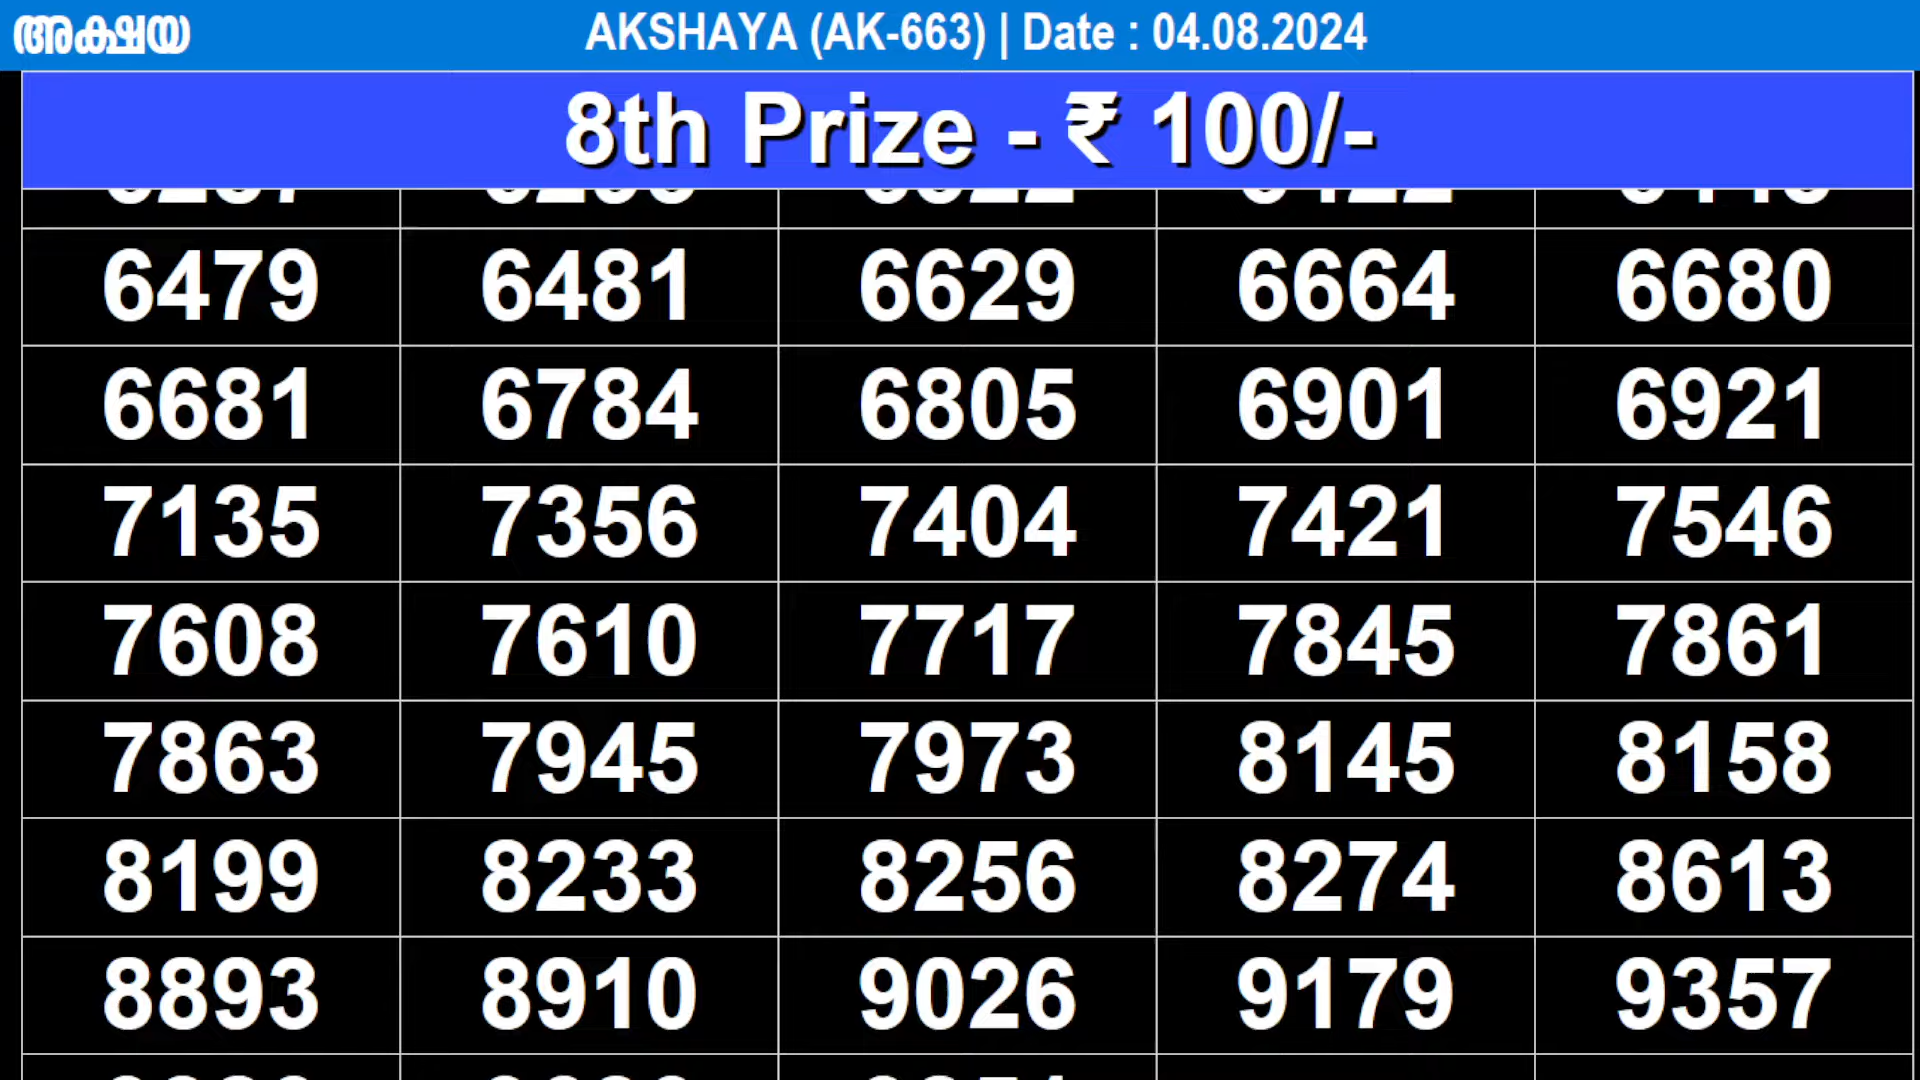 അക്ഷയ
AKSHAYA (AK-663) | Date : 04.08.2024
8th Prize - ₹ 100/-
6479 6481 6629 6664 6680
6681 6784 6805 6901 6921
7135 7356 7404 7421 7546
7608 7610 7717 7845 7861
7863 7945 7973 8145 8158
8199 8233 8256 8274 8613
8893 8910 9026 9179 9357